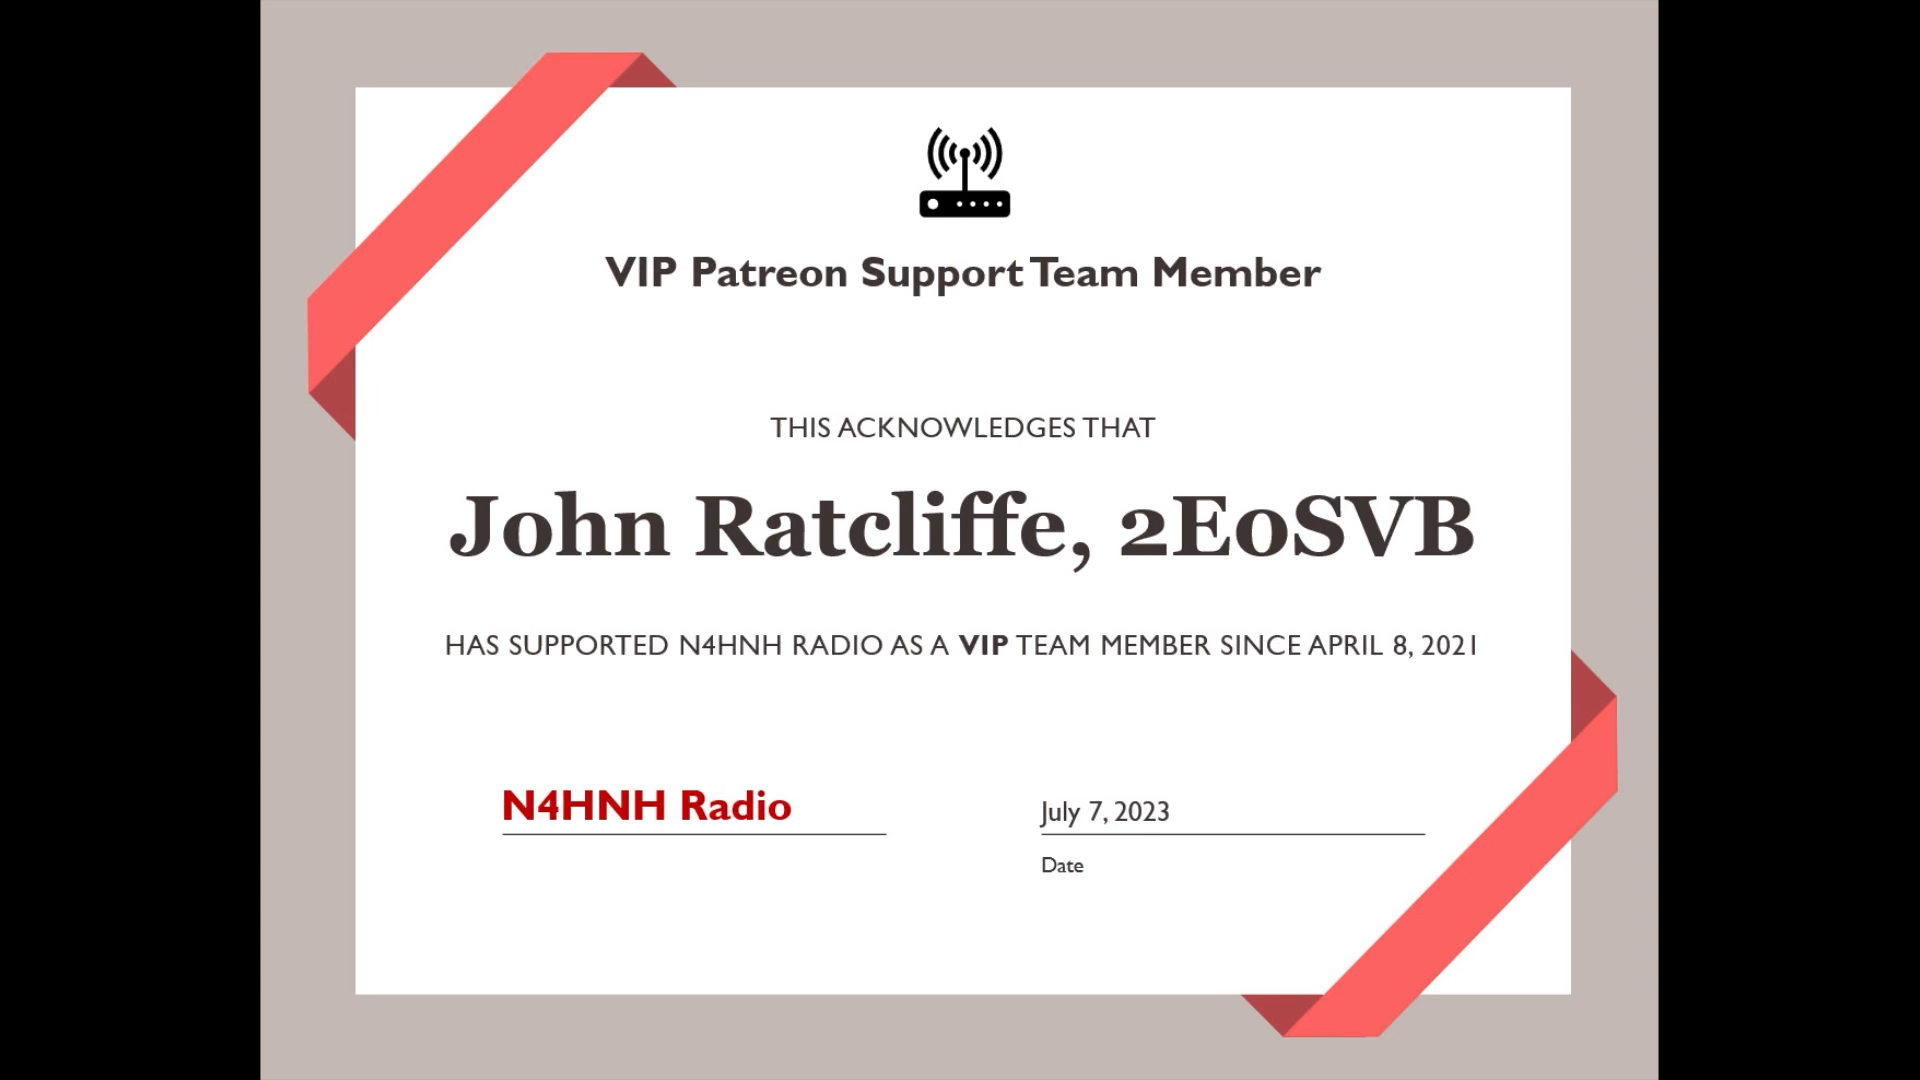 VIP Patreon Support Team Member
THIS ACKNOWLEDGES THAT
John Ratcliffe, 2E0SVB
HAS SUPPORTED N4HNH RADIO AS A VIP TEAM MEMBER SINCE APRIL 8, 2021
N4HNH Radio
July 7, 2023
Date